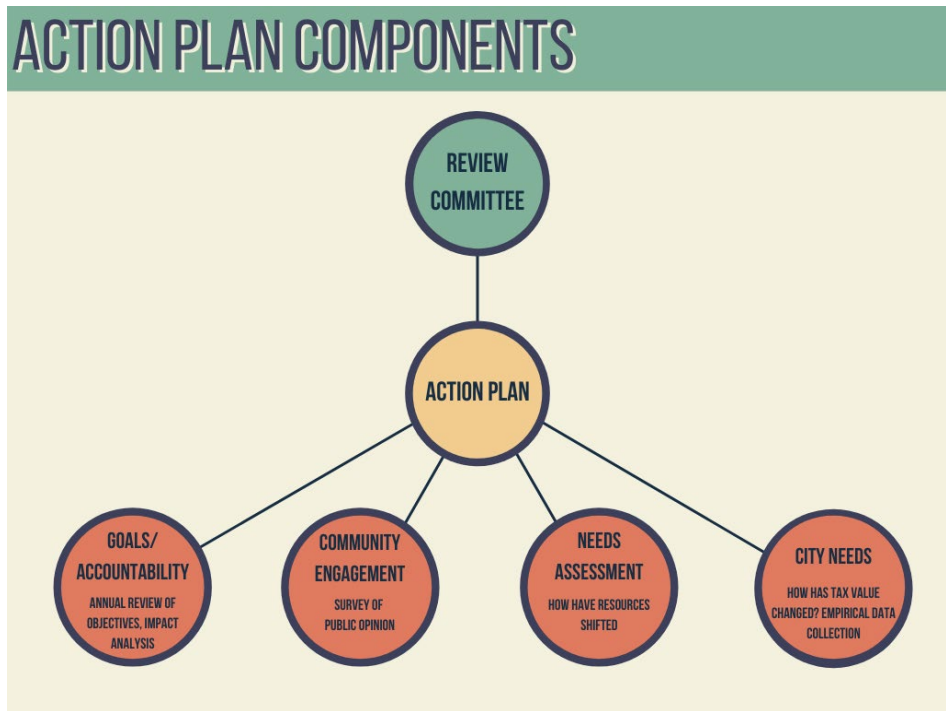 ACTION PLAN COMPONENTS
REVIEW
COMMITTEE
ACTION PLAN
GOALS/
ACCOUNTABILITY
ANNUAL REVIEW OF
OBJECTIVES, IMPACT
ANALYSIS
COMMUNITY
ENGAGEMENT
SURVEY OF
PUBLIC OPINION
NEEDS
ASSESSMENT
HOW HAVE RESOURCES
SHIFTED
CITY NEEDS
HOW HAS TAX VALUE
CHANGED? EMPIRICAL DATA
COLLECTION